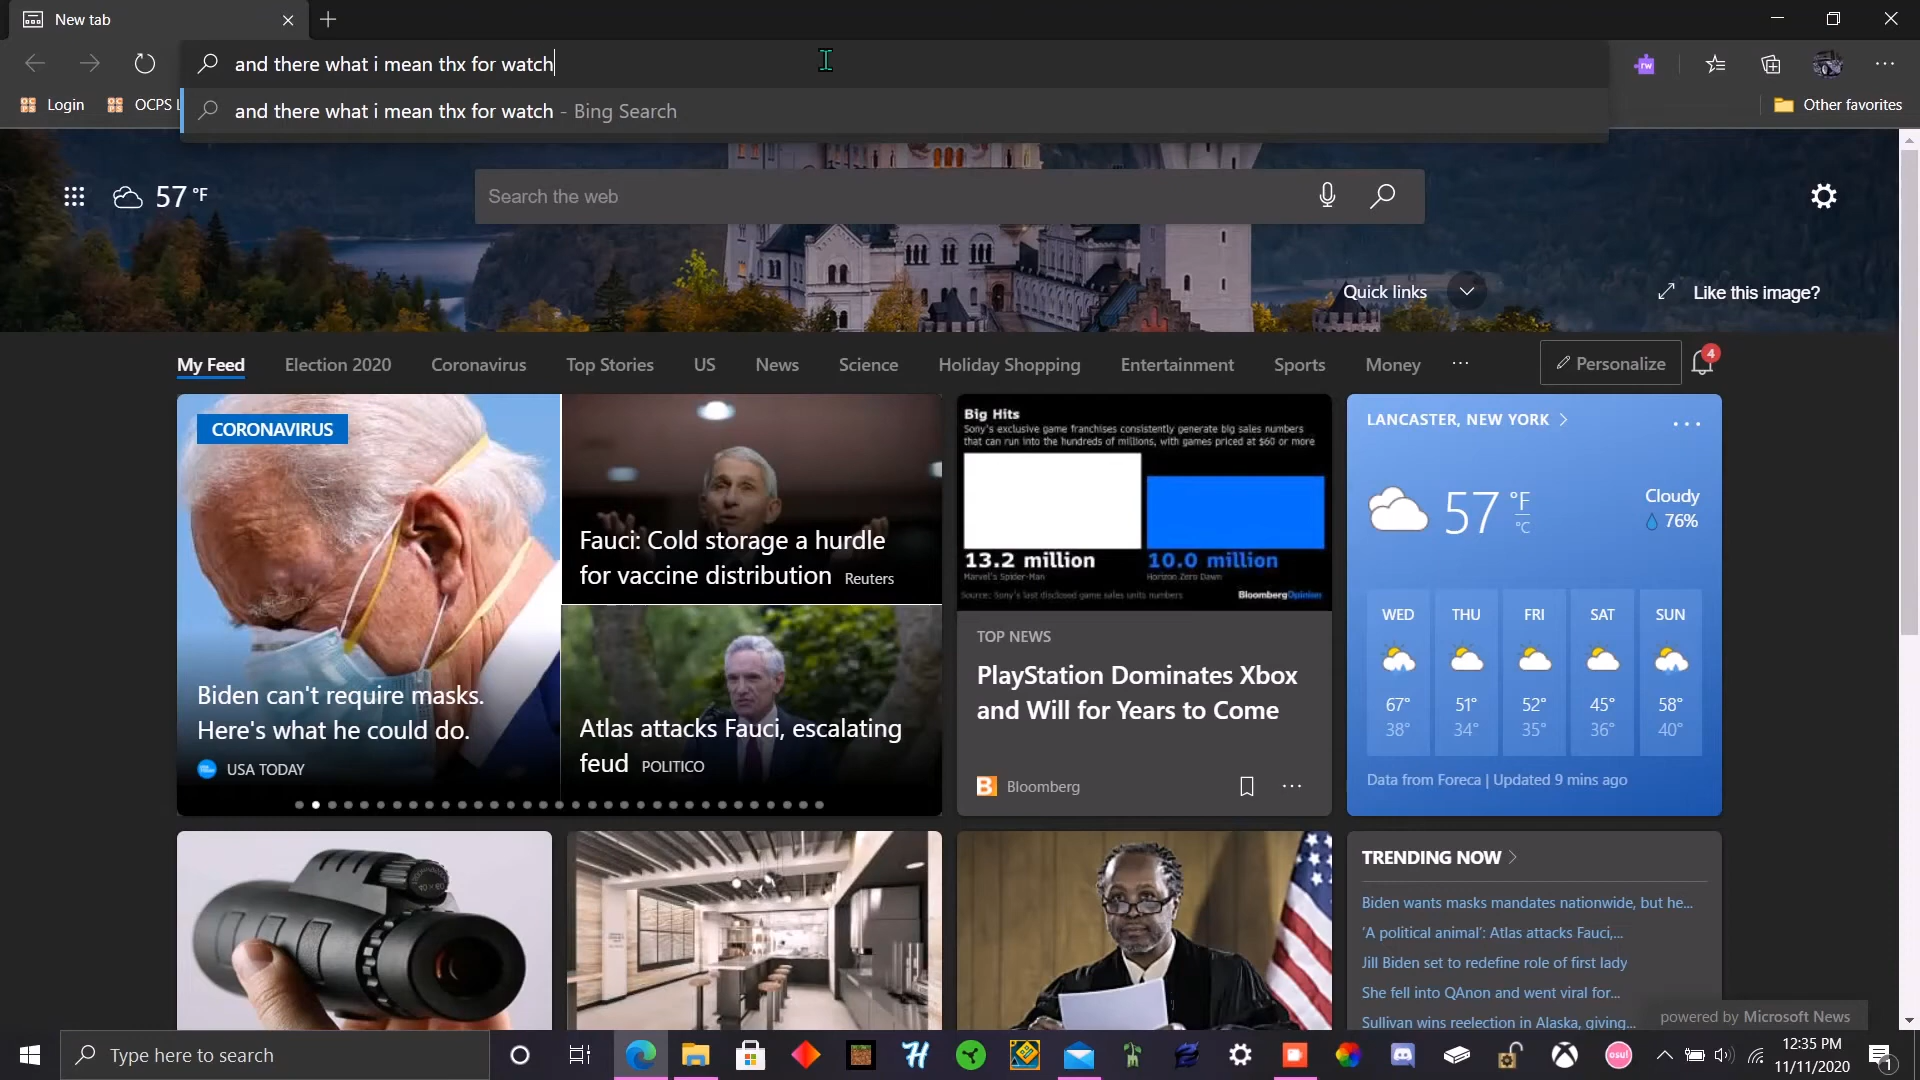 New tab
and there what i mean thx for watch
and there what i mean thx for watch - Bing Search
Login
OCPS L
Other favorites
57 °F
Search the web
Quick links
Like this image?
My Feed
Election 2020
Coronavirus
Top Stories
US
News
Science
Holiday Shopping
Entertainment
Sports
Money
Personalize
4
CORONAVIRUS
Biden can't require masks.
Here's what he could do.
USA TODAY
Fauci: Cold storage a hurdle
for vaccine distribution Reuters
Atlas attacks Fauci, escalating
feud POLITICO
Big Hits
Sony's exclusive game franchises consistently generate big sales numbers
that can run into the hundreds of millions, with games priced at $60 or more
13.2 million
Marvel's Spider-Man
10.0 million
Horizon Zero Dawn
Source: Sony's last disclosed game sales units numbers
BloombergOpinion
TOP NEWS
PlayStation Dominates Xbox
and Will for Years to Come
Bloomberg
LANCASTER, NEW YORK
57 °F
°C
Cloudy
76%
WED THU FRI SAT SUN
67° 51° 52° 45° 58°
38° 34° 35° 36° 40°
Data from Foreca | Updated 9 mins ago
TRENDING NOW
Biden wants masks mandates nationwide, but he...
'A political animal': Atlas attacks Fauci,...
Jill Biden set to redefine role of first lady
She fell into QAnon and went viral for...
Sullivan wins reelection in Alaska, giving...
powered by Microsoft News
Type here to search
osu!
12:35 PM
11/11/2020
1